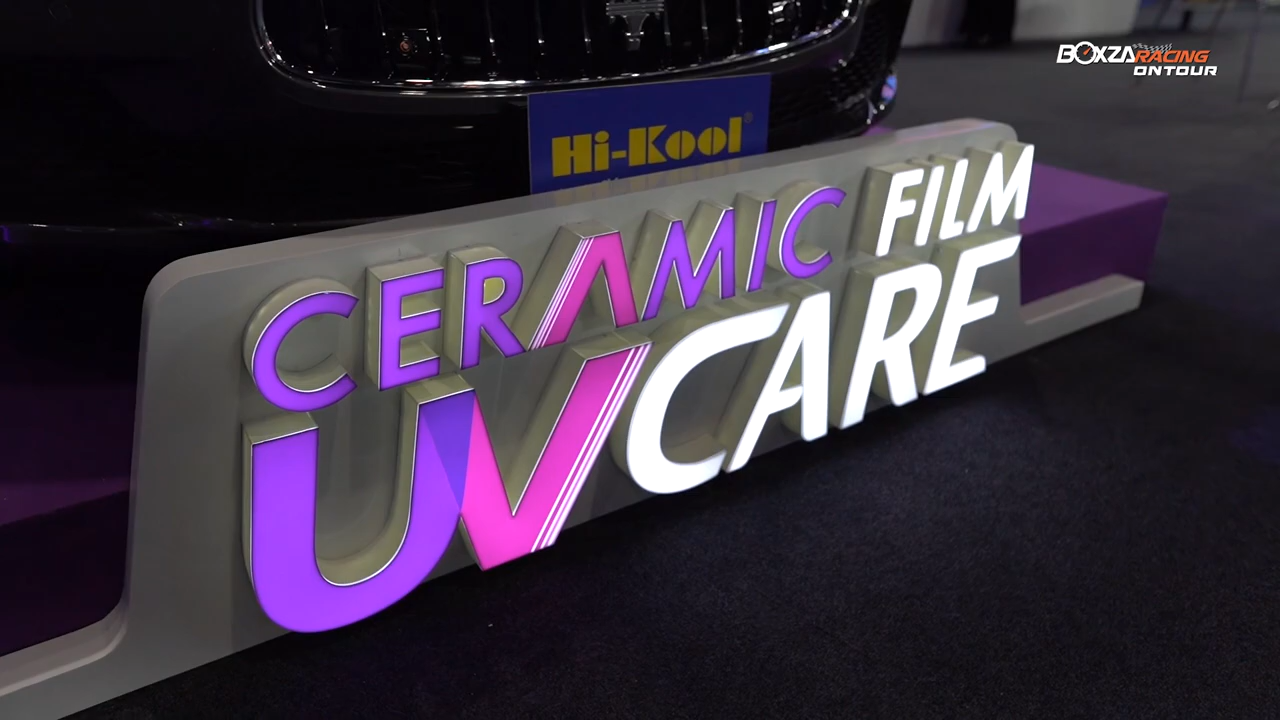 BOXZA RACING
ONTOUR
Hi-Kool®
CERAMIC FILM
UV CARE